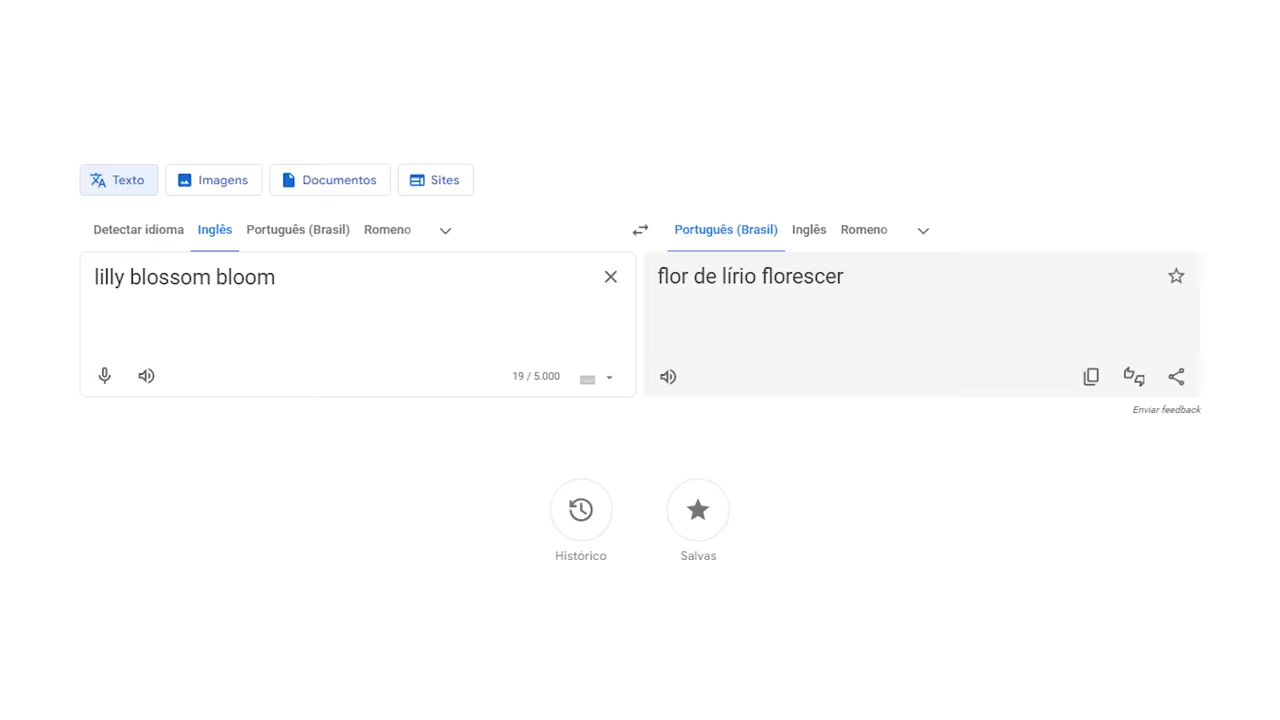 Texto Imagens Documentos Sites
Detectar idioma Inglês Português (Brasil) Romeno Português (Brasil) Inglês Romeno
lilly blossom bloom flor de lírio florescer
19 / 5.000
Enviar feedback
Histórico Salvas